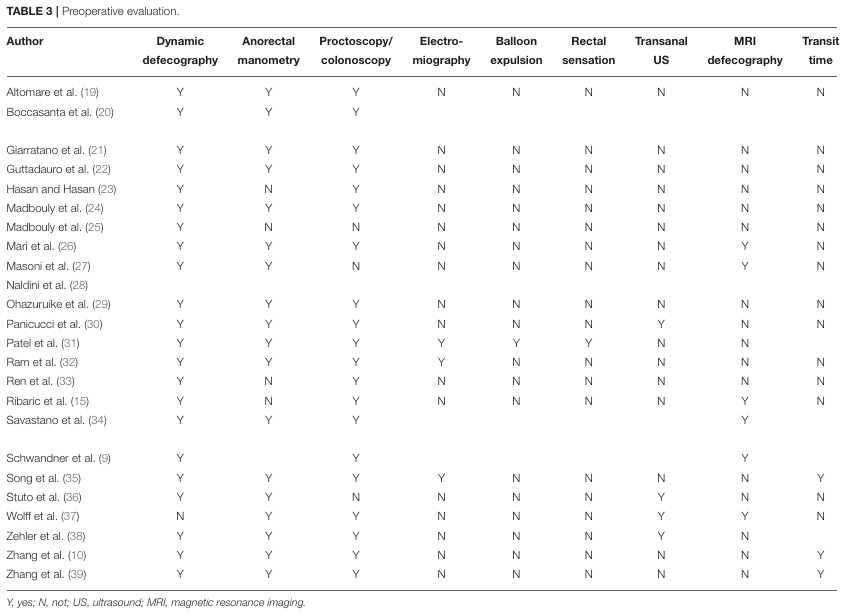 TABLE 3 | Preoperative evaluation.
Author Dynamic defecography Anorectal manometry Proctoscopy/ colonoscopy Electro- miography Balloon expulsion Rectal sensation Transanal US MRI defecography Transit time
Altomare et al. (19) Y Y Y N N N N N N
Boccasanta et al. (20) Y Y Y
Giarratano et al. (21) Y Y Y N N N N N N
Guttadauro et al. (22) Y Y Y N N N N N N
Hasan and Hasan (23) Y N Y N N N N N N
Madbouly et al. (24) Y Y Y N N N N N N
Madbouly et al. (25) Y N N N N N N N N
Mari et al. (26) Y Y Y N N N N Y N
Masoni et al. (27) Y Y N N N N N Y N
Naldini et al. (28)
Ohazuruike et al. (29) Y Y Y N N N N N N
Panicucci et al. (30) Y Y Y N N N Y N N
Patel et al. (31) Y Y Y Y Y Y N N
Ram et al. (32) Y Y Y Y N N N N N
Ren et al. (33) Y N Y N N N N N N
Ribaric et al. (15) Y N Y N N N N Y N
Savastano et al. (34) Y Y Y Y
Schwandner et al. (9) Y Y Y
Song et al. (35) Y Y Y Y N N N N Y
Stuto et al. (36) Y Y N N N N Y N N
Wolff et al. (37) N Y Y N N N Y Y N
Zehler et al. (38) Y Y Y N N N Y N
Zhang et al. (10) Y Y Y N N N N N Y
Zhang et al. (39) Y Y Y N N N N N Y
Y, yes; N, not; US, ultrasound; MRI, magnetic resonance imaging.